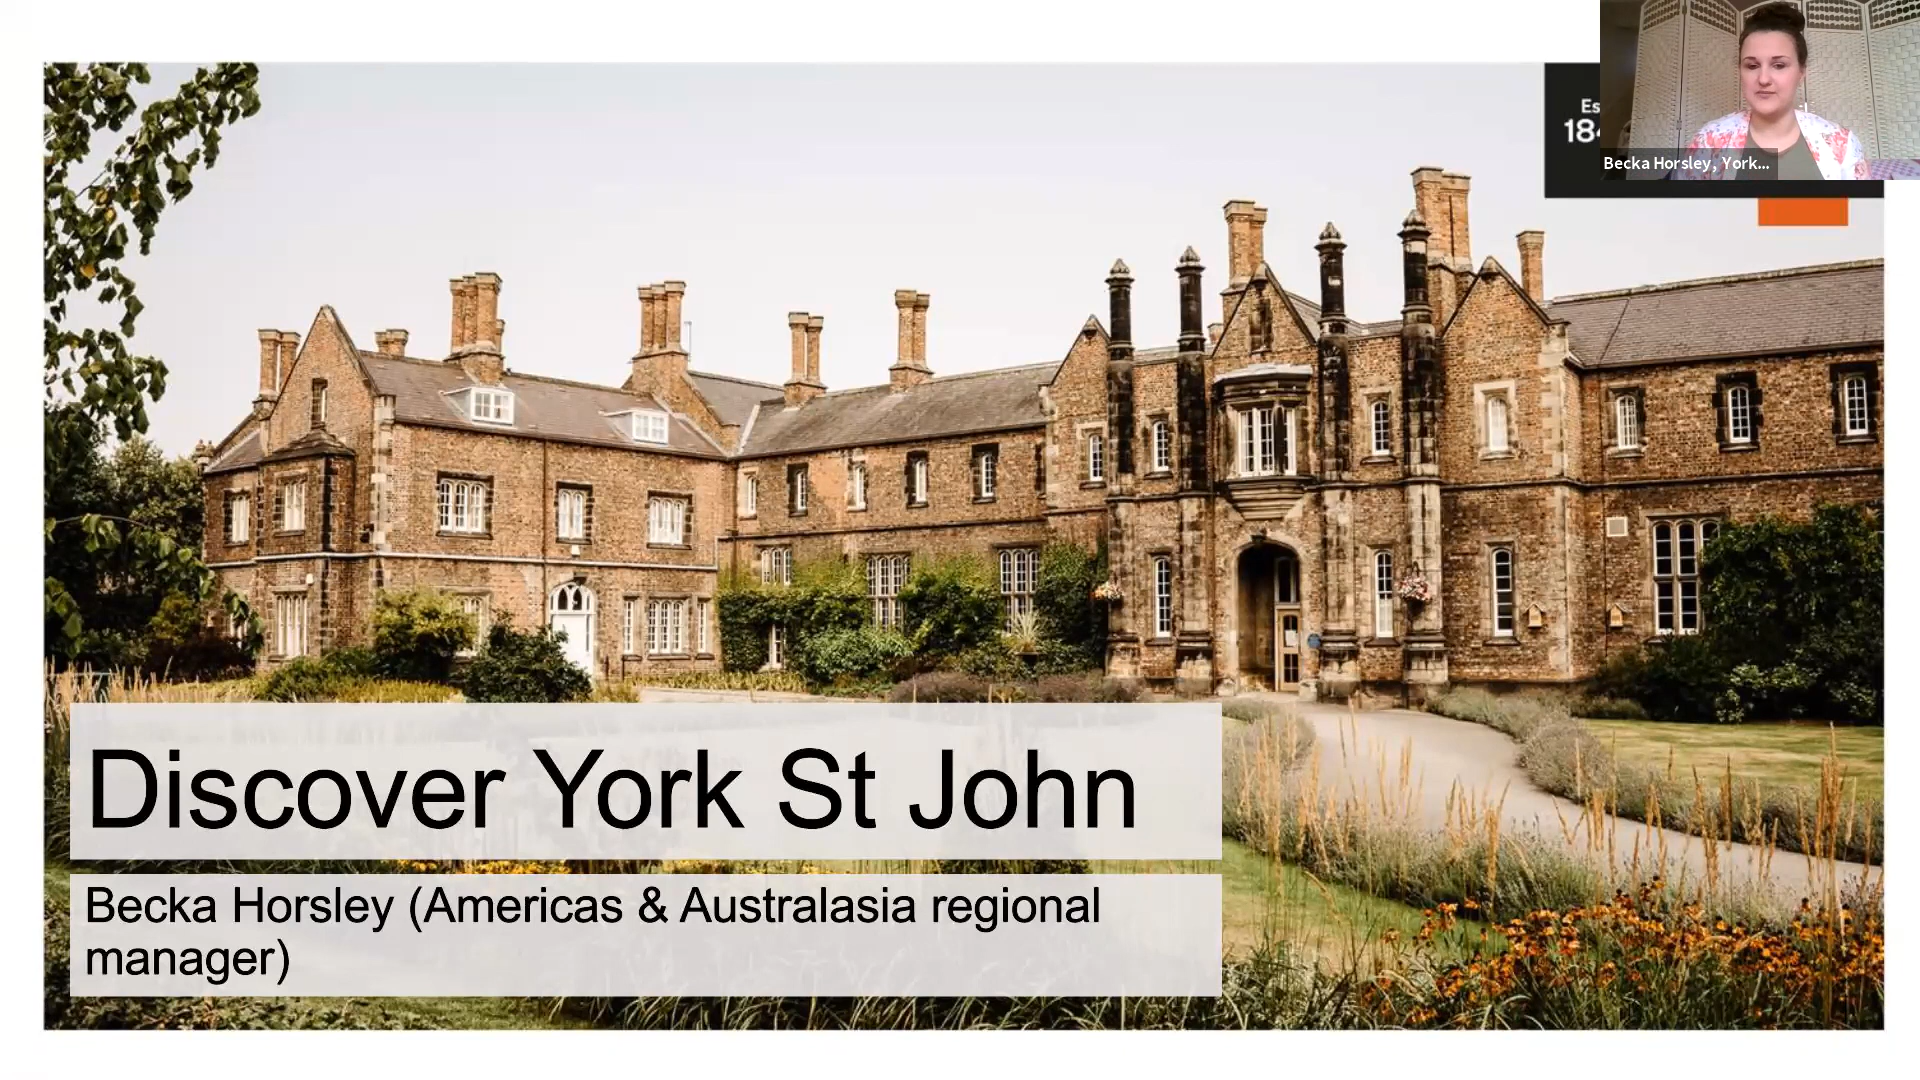 Becka Horsley, York...
Discover York St John
Becka Horsley (Americas & Australasia regional
manager)